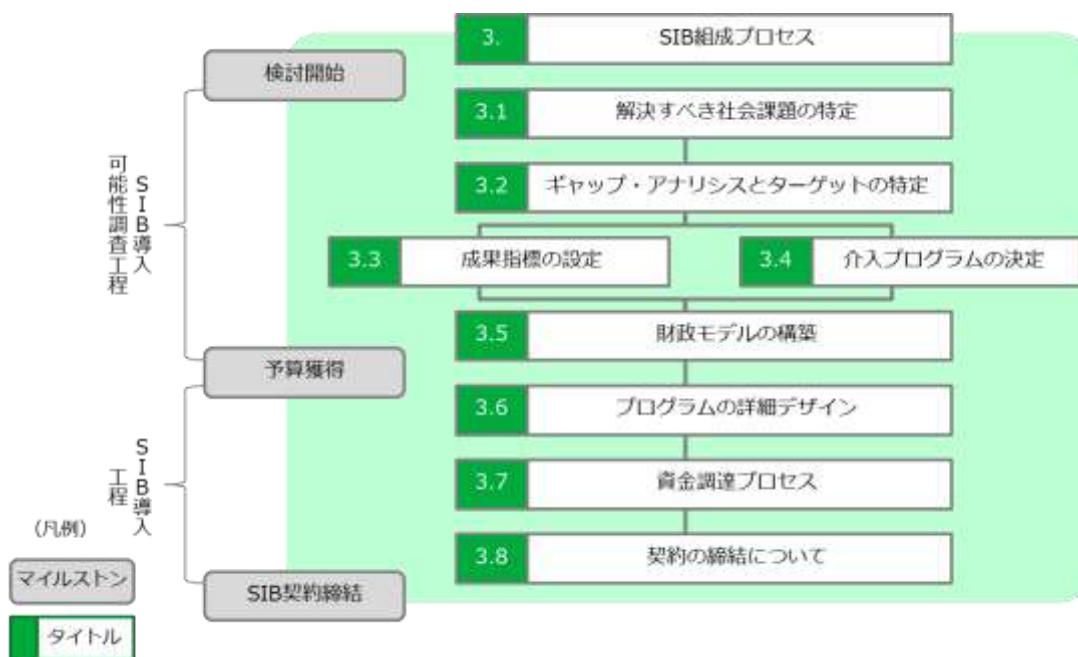 3. SIB組成プロセス
検討開始
3.1 解決すべき社会課題の特定
3.2 ギャップ・アナリシスとターゲットの特定
SIB導入
可能性調査工程
3.3 成果指標の設定
3.4 介入プログラムの決定
3.5 財政モデルの構築
予算獲得
3.6 プログラムの詳細デザイン
SIB導入
工程
3.7 資金調達プロセス
3.8 契約の締結について
SIB契約締結
(凡例)
マイルストン
タイトル